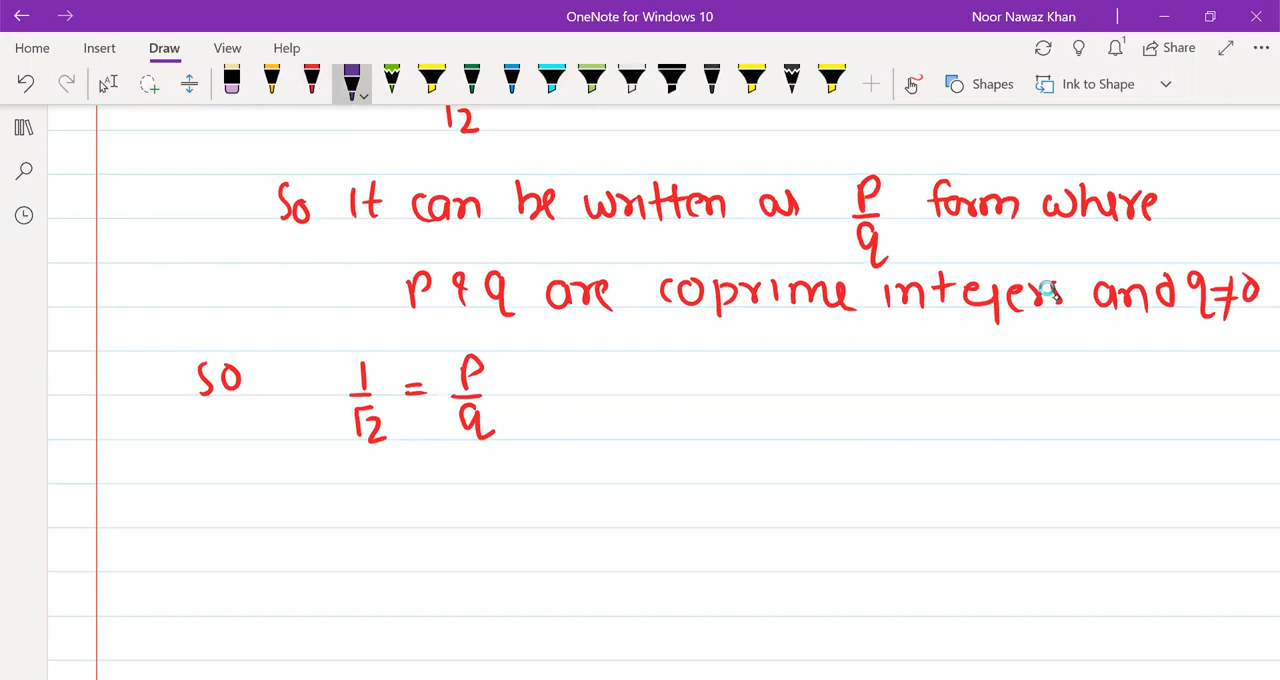 OneNote for Windows 10
Noor Nawaz Khan
Home Insert Draw View Help
1 Share
Shapes Ink to Shape
√2
So It can be written as P/q form where
P & q are coprime integers and q≠0
SO 1/√2 = P/q